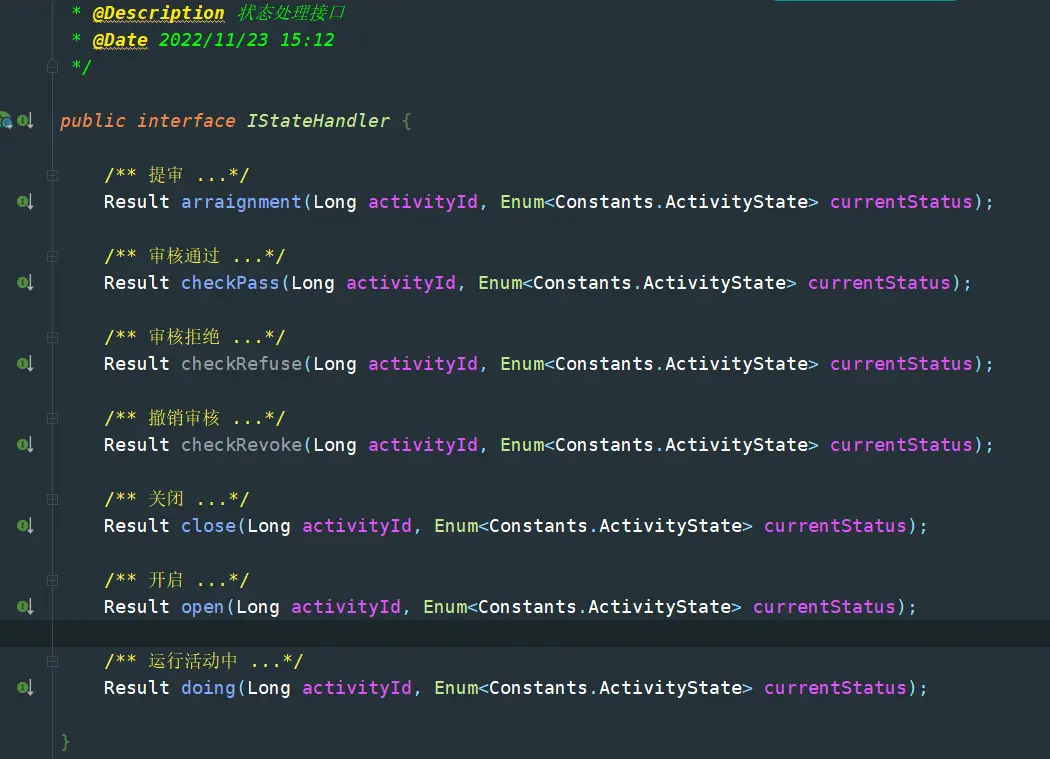 * @Description 状态处理接口
* @Date 2022/11/23 15:12
*/
public interface IStateHandler {
/** 提审 ...*/
Result arraignment(Long activityId, Enum<Constants.ActivityState> currentStatus);
/** 审核通过 ...*/
Result checkPass(Long activityId, Enum<Constants.ActivityState> currentStatus);
/** 审核拒绝 ...*/
Result checkRefuse(Long activityId, Enum<Constants.ActivityState> currentStatus);
/** 撤销审核 ...*/
Result checkRevoke(Long activityId, Enum<Constants.ActivityState> currentStatus);
/** 关闭 ...*/
Result close(Long activityId, Enum<Constants.ActivityState> currentStatus);
/** 开启 ...*/
Result open(Long activityId, Enum<Constants.ActivityState> currentStatus);
/** 运行活动中 ...*/
Result doing(Long activityId, Enum<Constants.ActivityState> currentStatus);
}